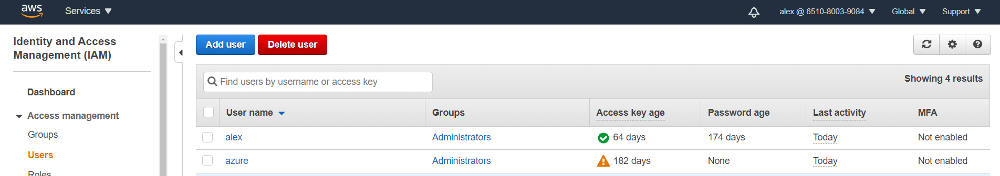 aws Services alex @ 6510-8003-9084 Global Support
Identity and Access
Management (IAM)
Dashboard
Access management
Groups
Users
Roles
Add user Delete user
Find users by username or access key
Showing 4 results
User name Groups Access key age Password age Last activity MFA
alex Administrators 64 days 174 days Today Not enabled
azure Administrators 182 days None Today Not enabled